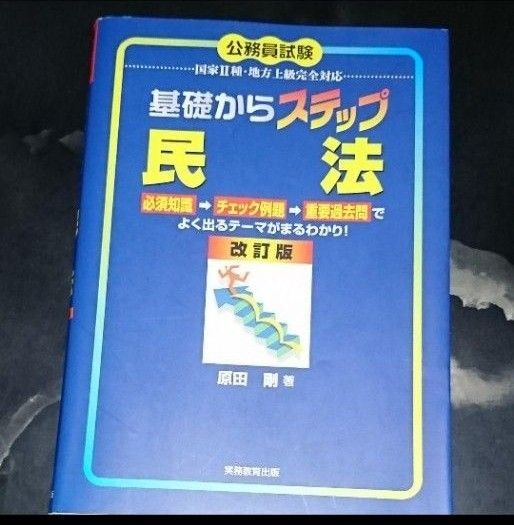 公務員試験
国家II種・地方上級完全対応
基礎からステップ
民法
必須知識➡チェック例題➡重要過去問で
よく出るテーマがまるわかり!
改訂版
原田 剛 著
実務教育出版